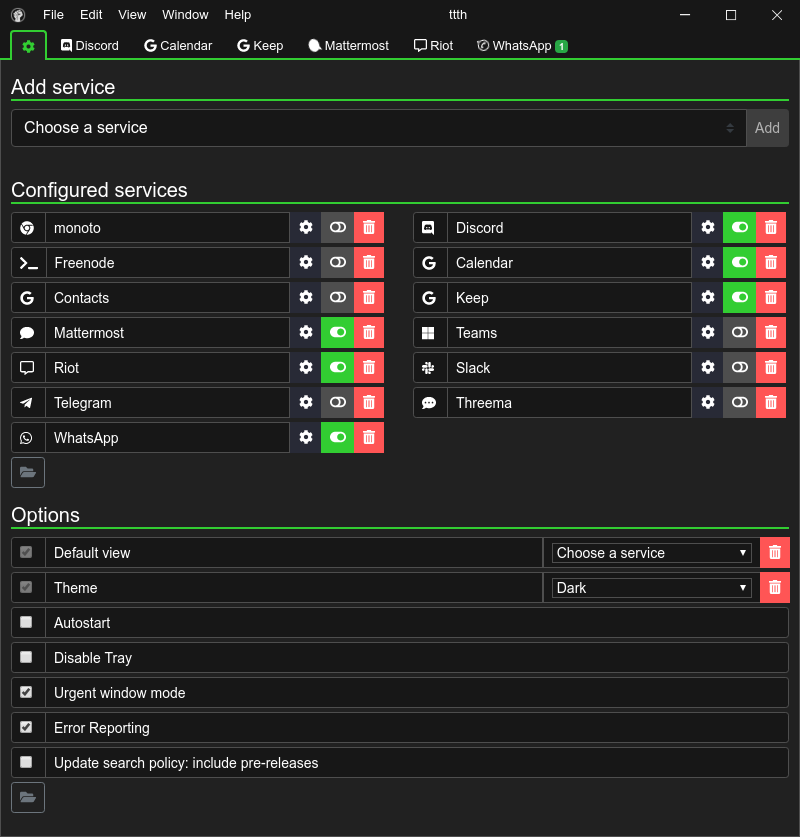 File Edit View Window Help ttth
Discord Calendar Keep Mattermost Riot WhatsApp 1
Add service
Choose a service Add
Configured services
monoto Discord
Freenode Calendar
Contacts Keep
Mattermost Teams
Riot Slack
Telegram Threema
WhatsApp
Options
Default view Choose a service
Theme Dark
Autostart
Disable Tray
Urgent window mode
Error Reporting
Update search policy: include pre-releases